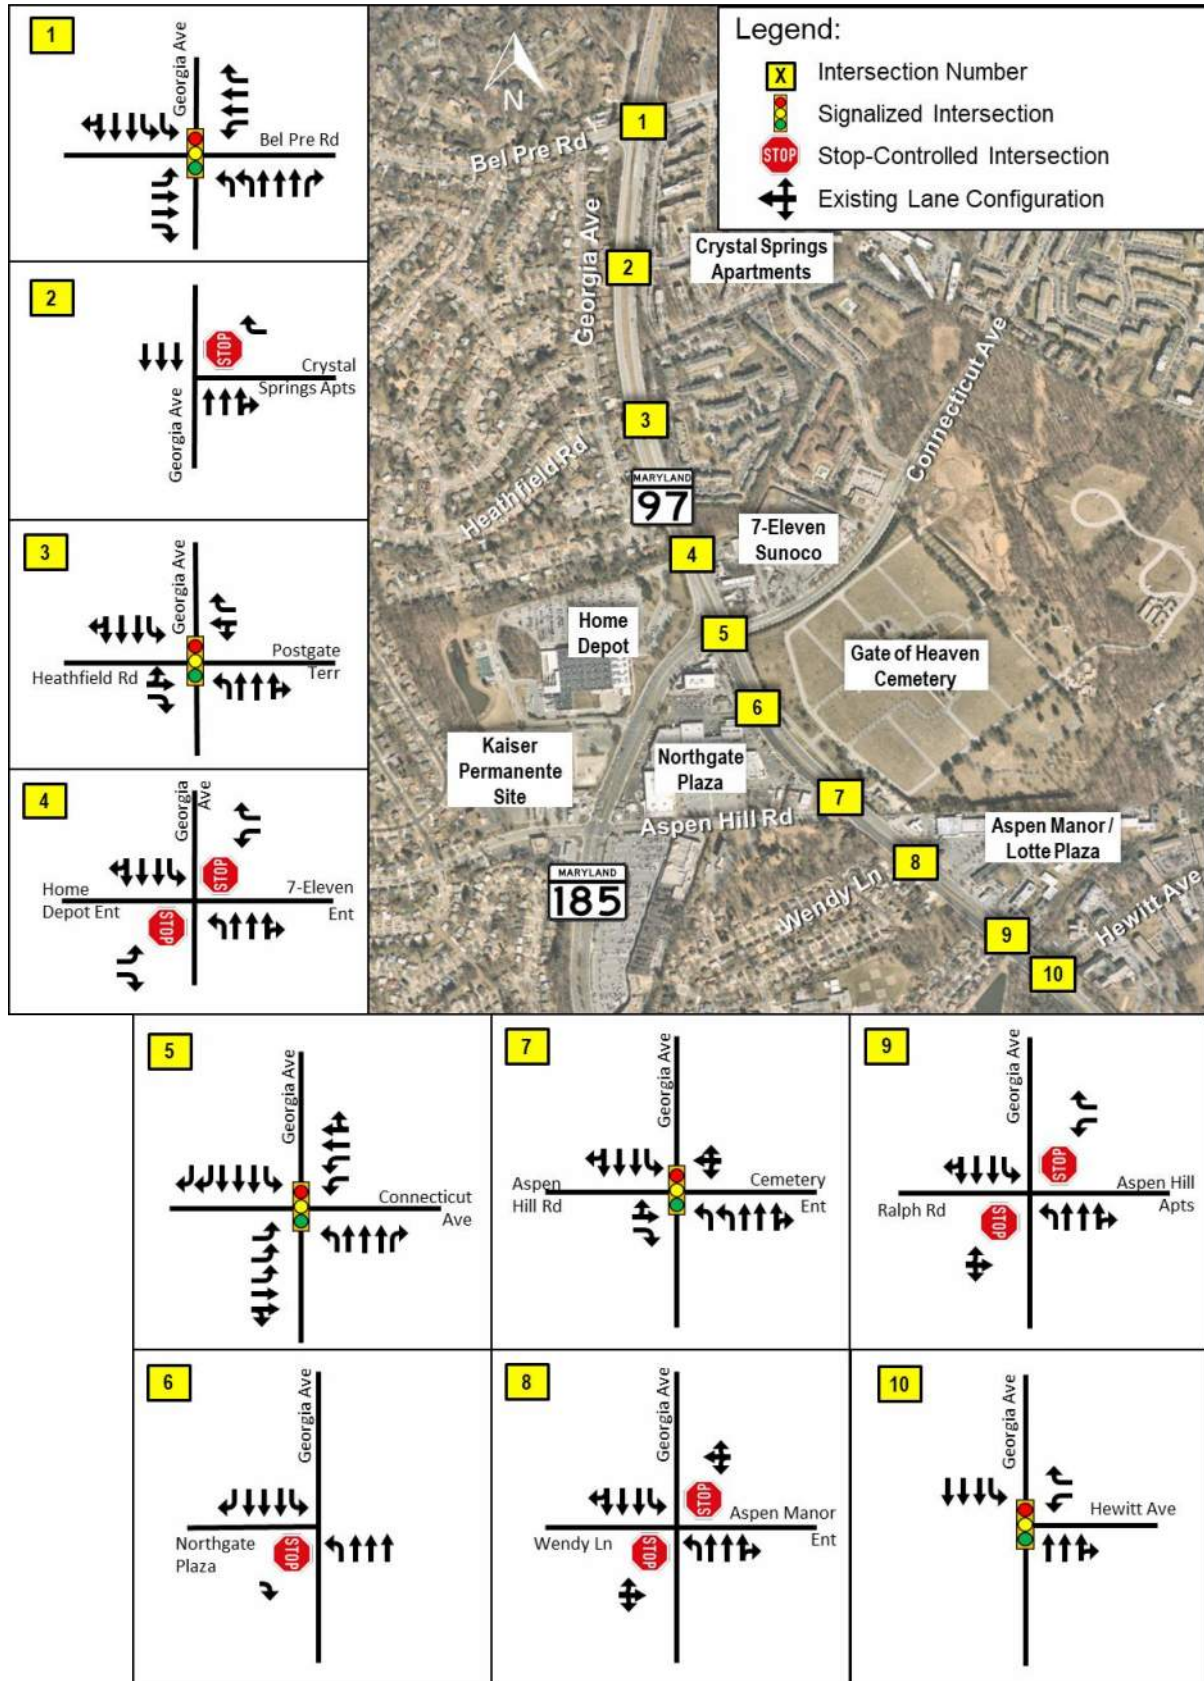 1
Georgia Ave
Bel Pre Rd
2
STOP
Crystal
Springs Apts
Georgia Ave
3
Georgia Ave
Postgate
Terr
Heathfield Rd
4
Georgia
Ave
STOP
Home
Depot Ent
7-Eleven
Ent
STOP
N
1
Bel Pre Rd
Georgia Ave
2
Crystal Springs
Apartments
3
Heathfield Rd
MARYLAND
97
Connecticut Ave
7-Eleven
Sunoco
4
Home
Depot
5
Gate of Heaven
Cemetery
6
Kaiser
Permanente
Site
Northgate
Plaza
7
Aspen Hill Rd
Aspen Manor /
Lotte Plaza
8
MARYLAND
185
Wendy Ln
Hewitt Ave
9
10
Legend:
X
Intersection Number
Signalized Intersection
STOP
Stop-Controlled Intersection
Existing Lane Configuration
5
Georgia Ave
Connecticut
Ave
7
Georgia Ave
Aspen
Hill Rd
Cemetery
Ent
9
Georgia Ave
STOP
Ralph Rd
Aspen Hill
Apts
STOP
6
Georgia Ave
Northgate
Plaza
STOP
8
Georgia Ave
STOP
Wendy Ln
Aspen Manor
Ent
STOP
10
Georgia Ave
Hewitt Ave